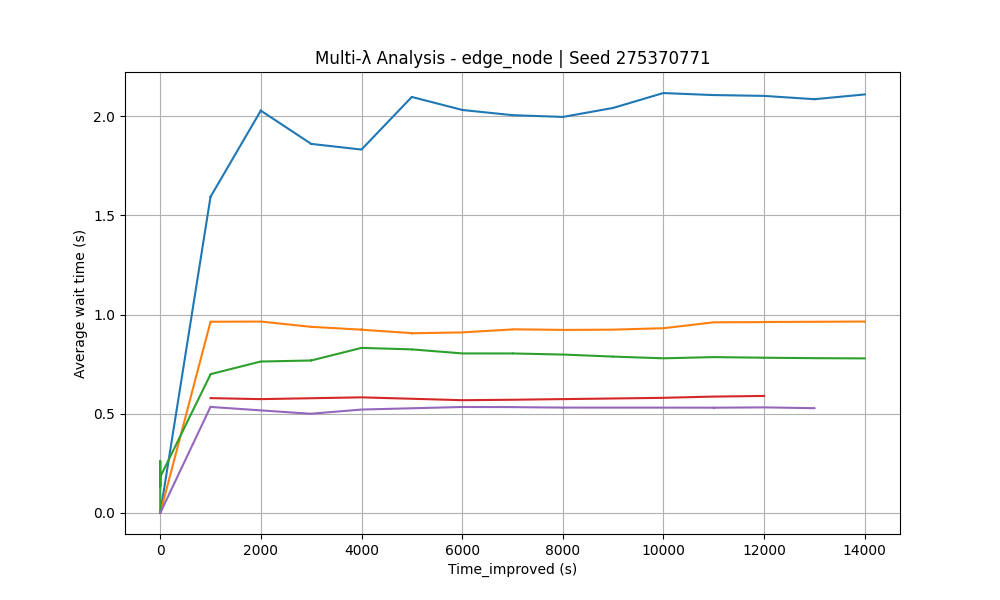 Multi-λ Analysis - edge_node | Seed 275370771
Average wait time (s)
2.0
1.5
1.0
0.5
0.0
0 2000 4000 6000 8000 10000 12000 14000
Time_improved (s)